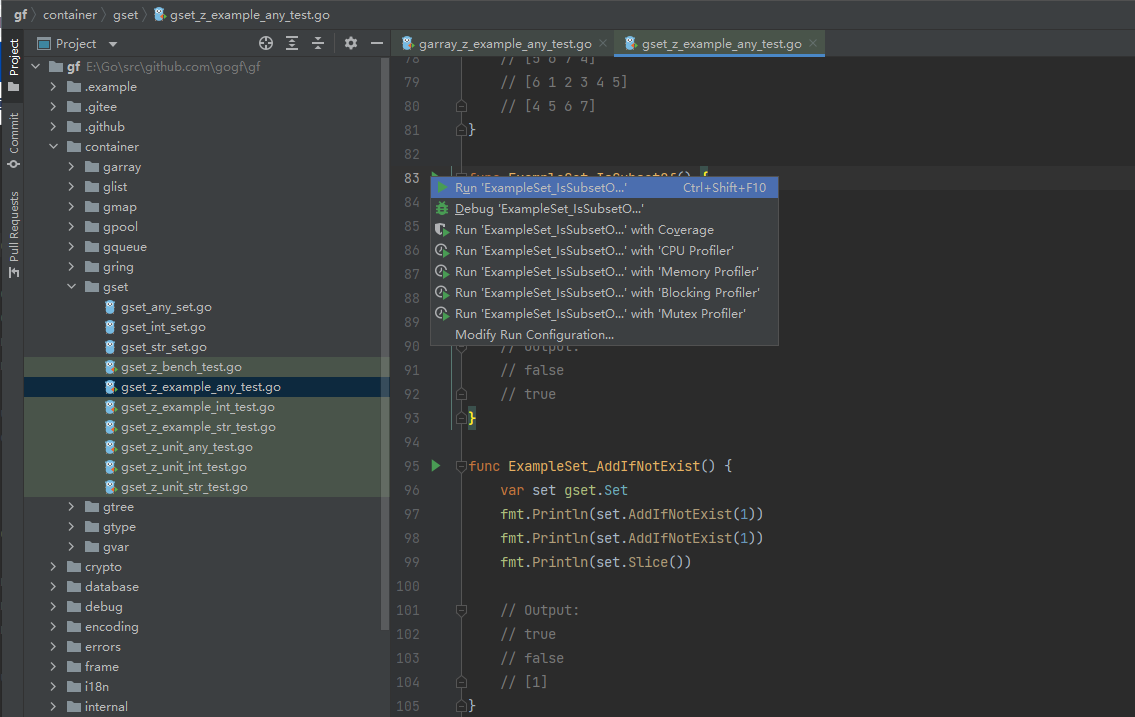 gf container gset gset_z_example_any_test.go
Project
Commit
Pull Requests
Project
gf E:\Go\src\github.com\gogf\gf
.example
.gitee
.github
container
garray
glist
gmap
gpool
gqueue
gring
gset
gset_any_set.go
gset_int_set.go
gset_str_set.go
gset_z_bench_test.go
gset_z_example_any_test.go
gset_z_example_int_test.go
gset_z_example_str_test.go
gset_z_unit_any_test.go
gset_z_unit_int_test.go
gset_z_unit_str_test.go
gtree
gtype
gvar
crypto
database
debug
encoding
errors
frame
i18n
internal
garray_z_example_any_test.go gset_z_example_any_test.go
78 // [5 6 7 4]
79 // [6 1 2 3 4 5]
80 // [4 5 6 7]
81 }
82
83 func ExampleSet_IsSubsetOf() {
84
85
86
87
88
89
90 // Output:
91 // false
92 // true
93 }
94
95 func ExampleSet_AddIfNotExist() {
96 var set gset.Set
97 fmt.Println(set.AddIfNotExist(1))
98 fmt.Println(set.AddIfNotExist(1))
99 fmt.Println(set.Slice())
100
101 // Output:
102 // true
103 // false
104 // [1]
105 }
Run 'ExampleSet_IsSubsetO...' Ctrl+Shift+F10
Debug 'ExampleSet_IsSubsetO...'
Run 'ExampleSet_IsSubsetO...' with Coverage
Run 'ExampleSet_IsSubsetO...' with 'CPU Profiler'
Run 'ExampleSet_IsSubsetO...' with 'Memory Profiler'
Run 'ExampleSet_IsSubsetO...' with 'Blocking Profiler'
Run 'ExampleSet_IsSubsetO...' with 'Mutex Profiler'
Modify Run Configuration...